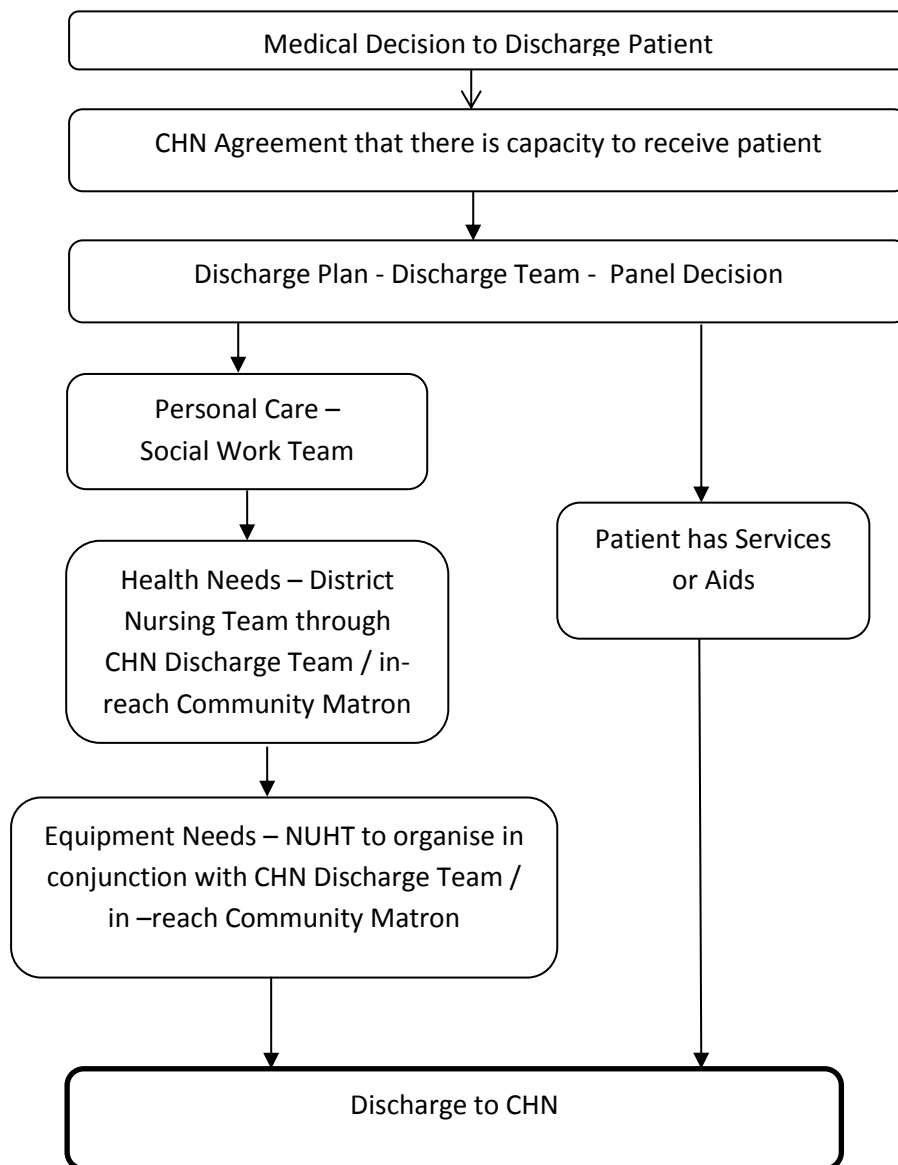 Medical Decision to Discharge Patient
CHN Agreement that there is capacity to receive patient
Discharge Plan - Discharge Team - Panel Decision
Personal Care –
Social Work Team
Patient has Services
or Aids
Health Needs – District
Nursing Team through
CHN Discharge Team / in-
reach Community Matron
Equipment Needs – NUHT to organise in
conjunction with CHN Discharge Team /
in –reach Community Matron
Discharge to CHN